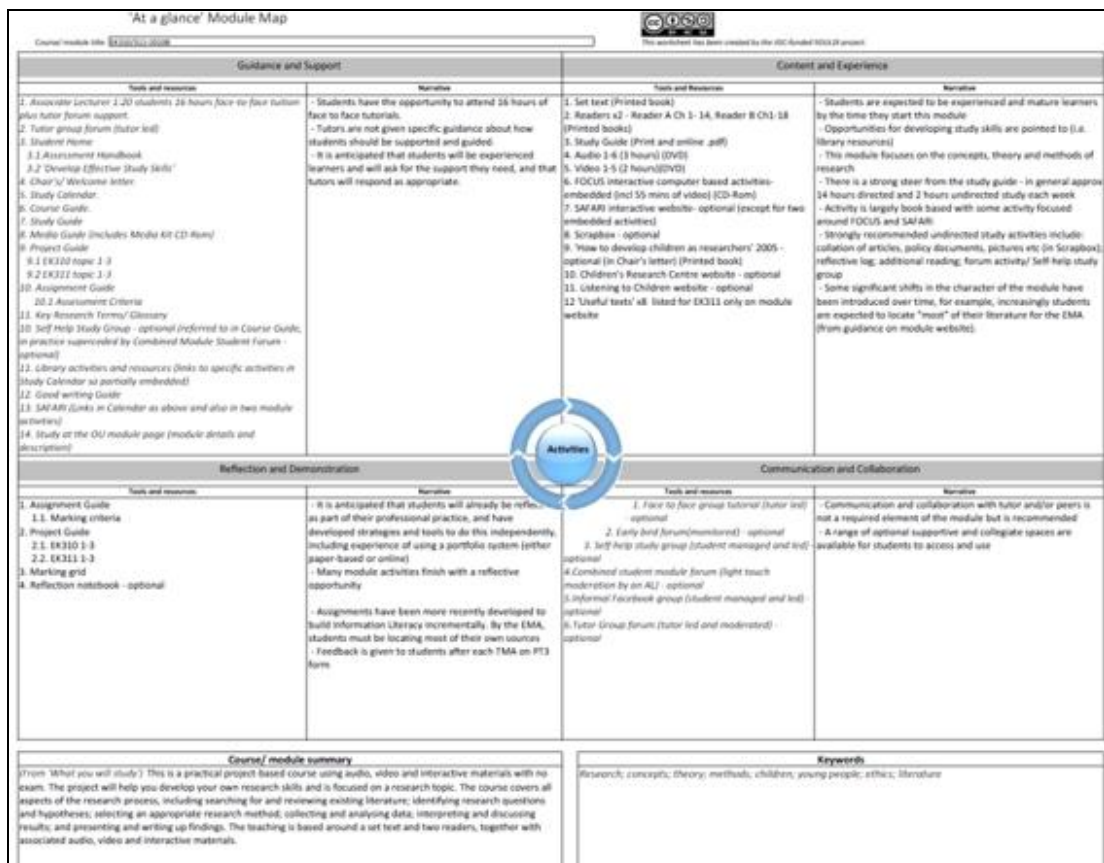 'At a glance' Module Map
Course/ module title:
This worksheet has been created by the JISC-funded project
Guidance and Support
Tools and resources
1. Associate Lecturer 1:20 students 16 hours face-to-face tuition
plus tutor forum support.
2. Tutor group forum (tutor led)
3. Student Home
3.1 Assessment Handbook
3.2 'Develop Effective Study Skills'
4. Chair's/ Welcome letter
5. Study Calendar.
6. Course Guide.
7. Study Guide
8. Media Guide (includes Media Kit CD-Rom)
9. Project Guide
9.1 EK310 topic 1-3
9.2 EK311 topic 1-3
10. Assignment Guide
10.1 Assessment Criteria
11. Key Research Terms/ Glossary
10. Self Help Study Group - optional (referred to in Course Guide,
in practice superceded by Combined Module Student Forum -
optional)
11. Library activities and resources (links to specific activities in
Study Calendar so partially embedded)
12. Good writing Guide
13. SAFARI (Links in Calendar as above and also in two module
activities)
14. Study at the OU module page (module details and
description)
Narrative
- Students have the opportunity to attend 16 hours of
face to face tutorials.
- Tutors are not given specific guidance about how
students should be supported and guided
- It is anticipated that students will be experienced
learners and will ask for the support they need, and that
tutors will respond as appropriate.
Content and Experience
Tools and Resources
1. Set text (Printed book)
2. Readers x2 - Reader A Ch 1- 14, Reader B Ch1-18
(Printed books)
3. Study Guide (Print and online .pdf)
4. Audio 1-6 (3 hours) (DVD)
5. Video 1-5 (2 hours)(DVD)
6. FOCUS interactive computer based activities-
embedded (incl 55 mins of video) (CD-Rom)
7. SAFARI interactive website- optional (except for two
embedded activities)
8. Scrapbox - optional
9. 'How to develop children as researchers' 2005 -
optional (in Chair's letter) (Printed book)
10. Children's Research Centre website - optional
11. Listening to Children website - optional
12 'Useful texts' x8 listed for EK311 only on module
website
Narrative
- Students are expected to be experienced and mature learners
by the time they start this module
- Opportunities for developing study skills are pointed to (i.e.
library resources)
- This module focuses on the concepts, theory and methods of
research
- There is a strong steer from the study guide - in general approx
14 hours directed and 2 hours undirected study each week
- Activity is largely book based with some activity focused
around FOCUS and SAFARI
- Strongly recommended undirected study activities include:
collation of articles, policy documents, pictures etc (in Scrapbox);
reflective log; additional reading; forum activity/ Self-help study
group
- Some significant shifts in the character of the module have
been introduced over time, for example, increasingly students
are expected to locate "most" of their literature for the EMA
(from guidance on module website).
Activities
Reflection and Demonstration
Tools and resources
1. Assignment Guide
1.1. Marking criteria
2. Project Guide
2.1. EK310 1-3
2.2. EK311 1-3
3. Marking grid
4. Reflection notebook - optional
Narrative
- It is anticipated that students will already be
as part of their professional practice, and have
developed strategies and tools to do this independently,
including experience of using a portfolio system (either
paper-based or online)
- Many module activities finish with a reflective
opportunity
- Assignments have been more recently developed to
build Information Literacy incrementally. By the EMA,
students must be locating most of their own sources
- Feedback is given to students after each TMA on PT3
form
Communication and Collaboration
Tools and resources
1. Face to face group tutorial (tutor led)
optional
2. Early bird forum(monitored) - optional
3. Self-help study group (student managed and led)-
optional
4.Combined student module forum (light touch
moderation by an AL) - optional
5.Informal Facebook group (student managed and led) -
optional
6.Tutor Group forum (tutor led and moderated) -
optional
Narrative
- Communication and collaboration with tutor and/or peers is
not a required element of the module but is recommended
- A range of optional supportive and collegiate spaces are
available for students to access and use
Course/ module summary
(From 'What you will study') This is a practical project-based course using audio, video and interactive materials with no
exam. The project will help you develop your own research skills and is focused on a research topic. The course covers all
aspects of the research process, including searching for and reviewing existing literature; identifying research questions
and hypotheses; selecting an appropriate research method; collecting and analysing data; interpreting and discussing
results; and presenting and writing up findings. The teaching is based around a set text and two readers, together with
associated audio, video and interactive materials.
Keywords
Research; concepts; theory; methods; children; young people; ethics; literature